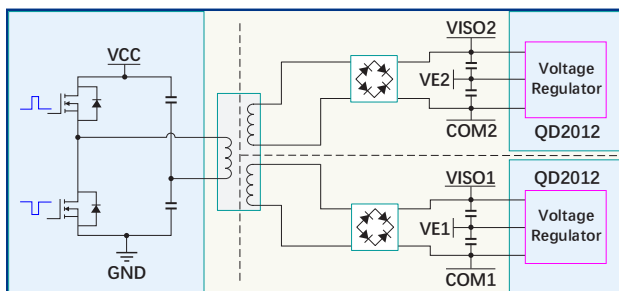 VCC
GND
VISO2
VE2
COM2
Voltage
Regulator
QD2012
VISO1
VE1
COM1
QD2012
Voltage
Regulator